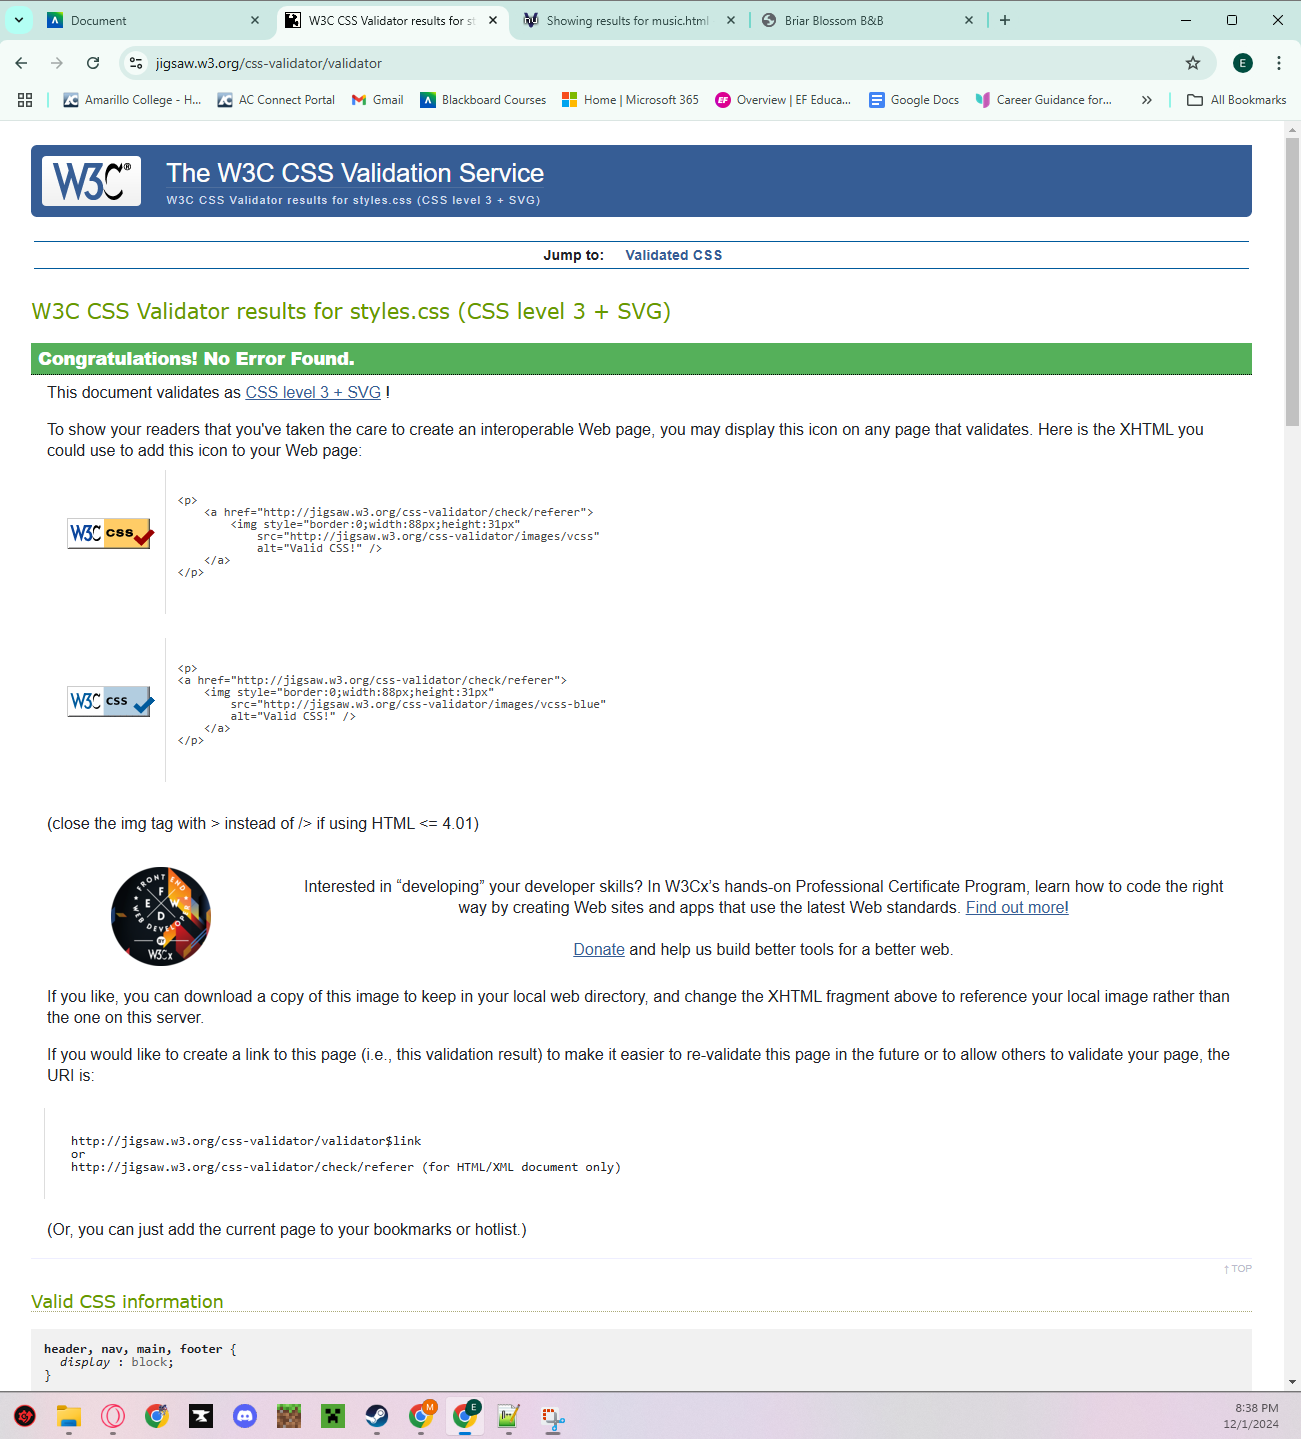 Document
W3C CSS Validator results for st
Showing results for music.html
Briar Blossom B&B
jigsaw.w3.org/css-validator/validator
E
Amarillo College - H...
AC Connect Portal
Gmail
Blackboard Courses
Home | Microsoft 365
EF
Overview | EF Educa...
Google Docs
Career Guidance for...
All Bookmarks
W3C®
The W3C CSS Validation Service
W3C CSS Validator results for styles.css (CSS level 3 + SVG)
Jump to: Validated CSS
W3C CSS Validator results for styles.css (CSS level 3 + SVG)
Congratulations! No Error Found.
This document validates as CSS level 3 + SVG !
To show your readers that you've taken the care to create an interoperable Web page, you may display this icon on any page that validates. Here is the XHTML you
could use to add this icon to your Web page:
W3C css
<p>
<a href="http://jigsaw.w3.org/css-validator/check/referer">
<img style="border:0;width:88px;height:31px"
src="http://jigsaw.w3.org/css-validator/images/vcss"
alt="Valid CSS!" />
</a>
</p>
W3C css
<p>
<a href="http://jigsaw.w3.org/css-validator/check/referer">
<img style="border:0;width:88px;height:31px"
src="http://jigsaw.w3.org/css-validator/images/vcss-blue"
alt="Valid CSS!" />
</a>
</p>
(close the img tag with > instead of /> if using HTML <= 4.01)
FRONT END
F
E W
D
WEB DEVELOPER
BY
W3Cx
Interested in “developing” your developer skills? In W3Cx’s hands-on Professional Certificate Program, learn how to code the right
way by creating Web sites and apps that use the latest Web standards. Find out more!
Donate and help us build better tools for a better web.
If you like, you can download a copy of this image to keep in your local web directory, and change the XHTML fragment above to reference your local image rather than
the one on this server.
If you would like to create a link to this page (i.e., this validation result) to make it easier to re-validate this page in the future or to allow others to validate your page, the
URI is:
http://jigsaw.w3.org/css-validator/validator$link
or
http://jigsaw.w3.org/css-validator/check/referer (for HTML/XML document only)
(Or, you can just add the current page to your bookmarks or hotlist.)
↑ TOP
Valid CSS information
header, nav, main, footer {
display : block;
}
M
E
8:38 PM
12/1/2024